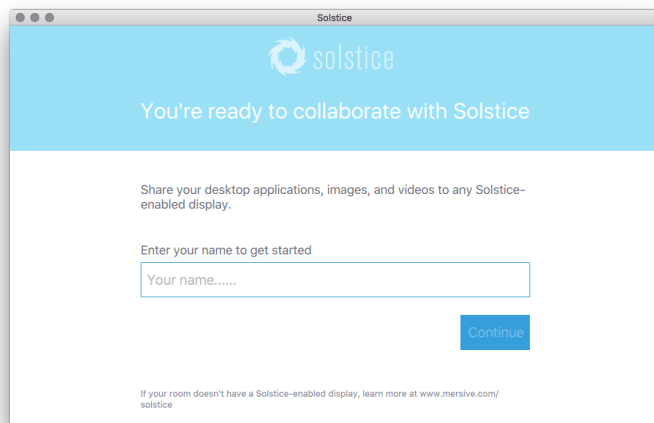 Solstice
solstice
You're ready to collaborate with Solstice
Share your desktop applications, images, and videos to any Solstice-
enabled display.
Enter your name to get started
Your name......
Continue
If your room doesn't have a Solstice-enabled display, learn more at www.mersive.com/
solstice